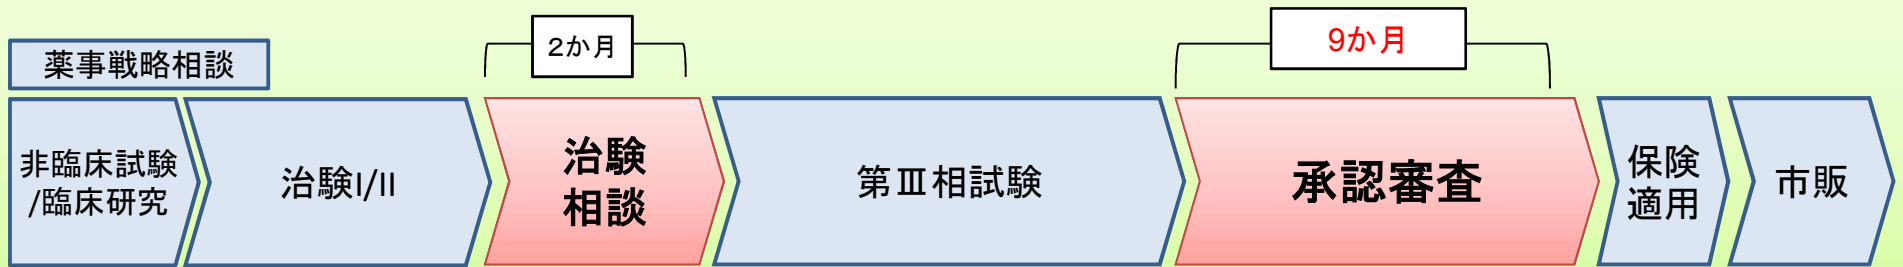 薬事戦略相談
2か月
9か月
非臨床試験
/臨床研究
治験I/II
治験
相談
第Ⅲ相試験
承認審査
保険
適用
市販